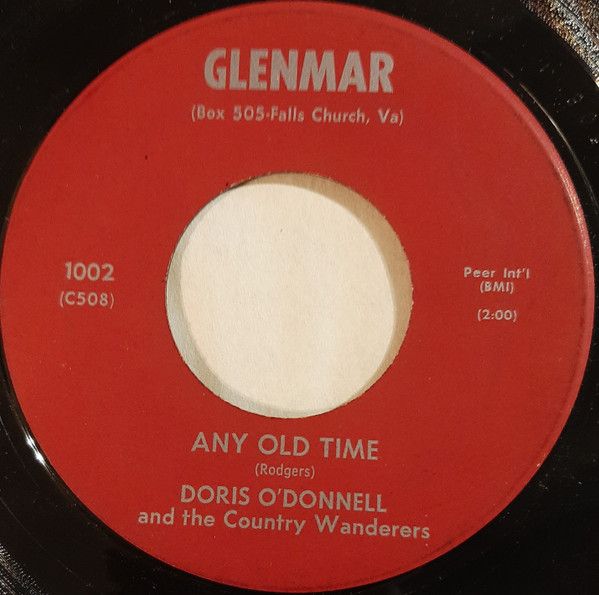 GLENMAR
(Box 505-Falls Church, Va)
1002
(C508)
Peer Int'l
(BMI)
(2:00)
ANY OLD TIME
(Rodgers)
DORIS O'DONNELL
and the Country Wanderers